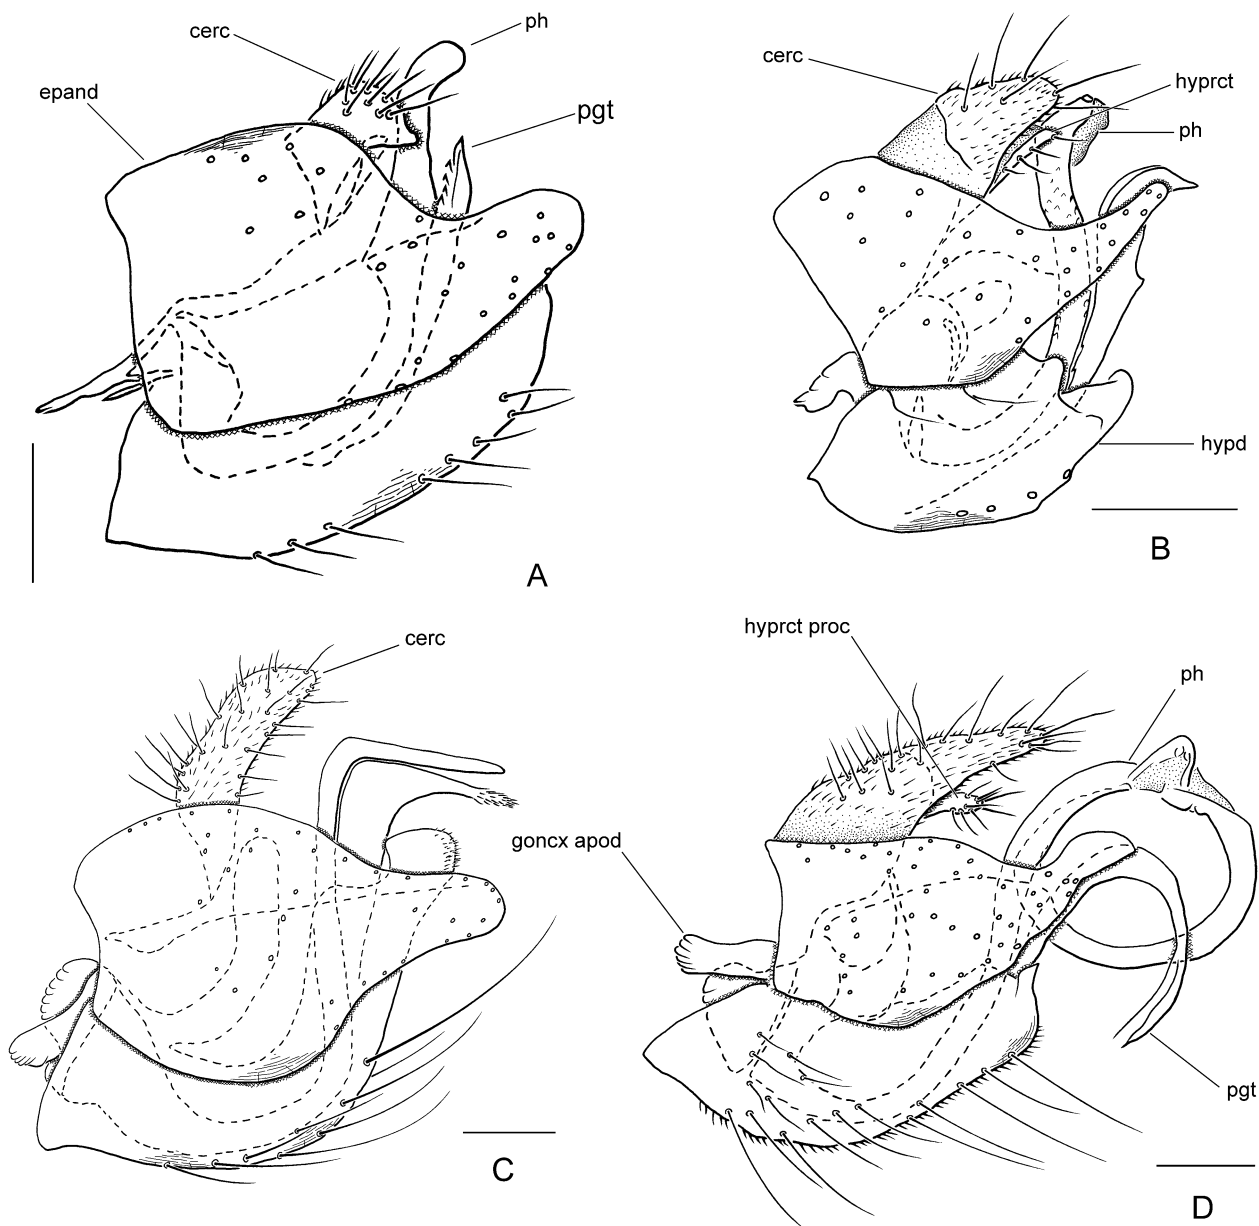 cerc
ph
epand
pgt
A
cerc
hyprct
ph
hypd
B
cerc
C
hyprct proc
ph
goncx apod
pgt
D